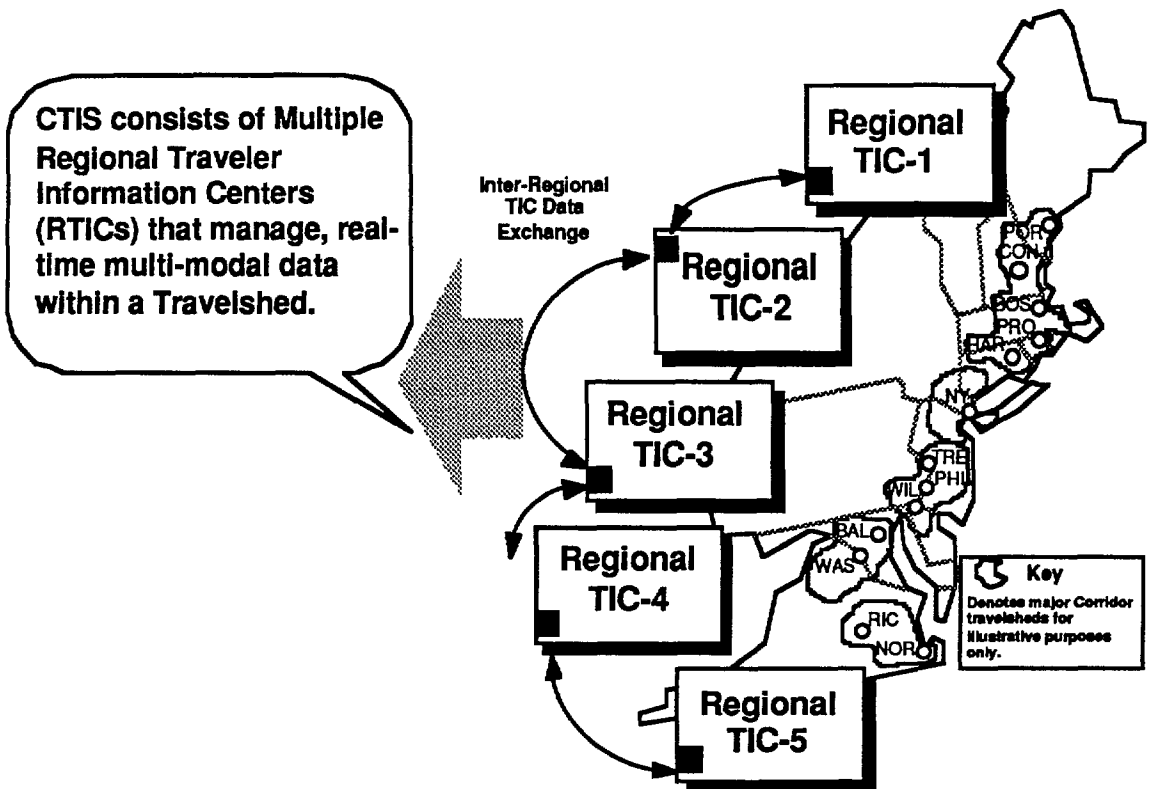 CTIS consists of Multiple
Regional Traveler
Information Centers
(RTICs) that manage, real-
time multi-modal data
within a Travelshed.
Inter-Regional
TIC Data
Exchange
Regional
TIC-1
Regional
TIC-2
Regional
TIC-3
Regional
TIC-4
Regional
TIC-5
POR
CON
BOS
PRO
HAR
NY
TRE
PHI
WIL
BAL
WAS
RIC
NOR
Key
Denotes major Corridor
travelsheds for
illustrative purposes
only.